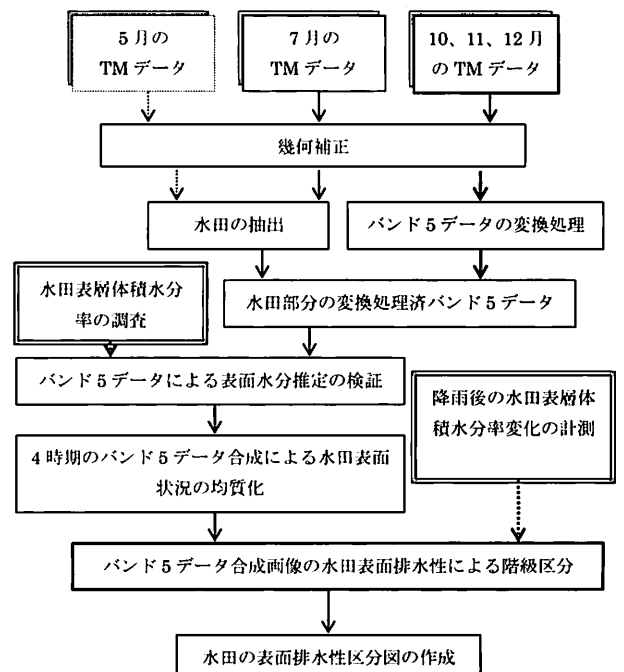 5月の
TMデータ
7月の
TMデータ
10、11、12月
のTMデータ
幾何補正
水田の抽出
バンド5データの変換処理
水田表層体積水分
率の調査
水田部分の変換処理済バンド5データ
バンド5データによる表面水分推定の検証
降雨後の水田表層体
積水分率変化の計測
4時期のバンド5データ合成による水田表面
状況の均質化
バンド5データ合成画像の水田表面排水性による階級区分
水田の表面排水性区分図の作成